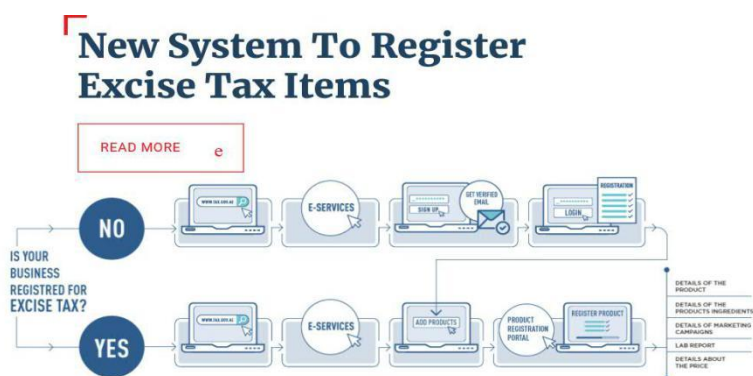 New System To Register
Excise Tax Items
READ MORE e
IS YOUR
BUSINESS
REGISTRED FOR
EXCISE TAX?
NO
WWW.TAX.GOV.AE
E-SERVICES
SIGN UP
GET VERIFIED
EMAIL
LOGIN
REGISTRATION
YES
WWW.TAX.GOV.AE
E-SERVICES
ADD PRODUCTS
PRODUCT
REGISTRATION
PORTAL
REGISTER PRODUCT
DETAILS OF THE
PRODUCT
DETAILS OF THE
PRODUCTS INGREDIENTS
DETAILS OF MARKETING
CAMPAIGNS
LAB REPORT
DETAILS ABOUT
THE PRICE